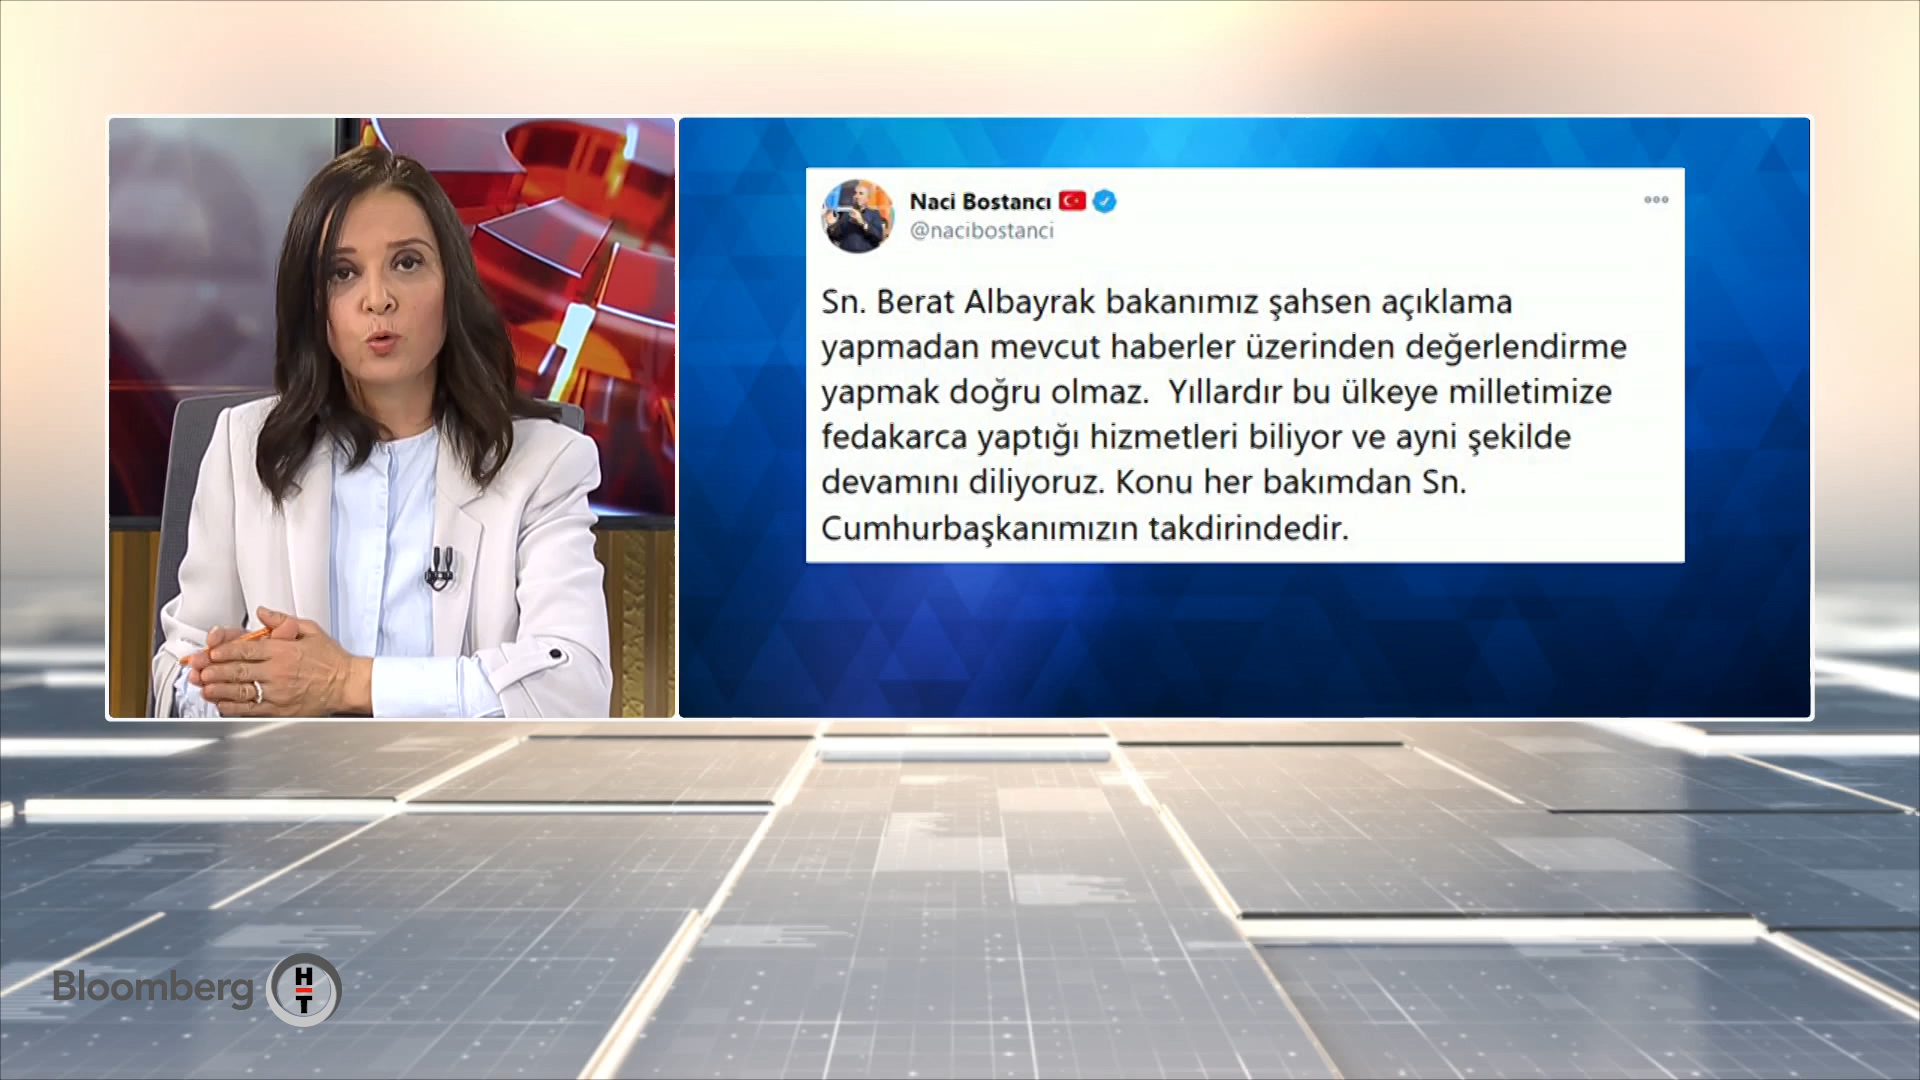 Naci Bostancı
@nacibostanci
Sn. Berat Albayrak bakanımız şahsen açıklama
yapmadan mevcut haberler üzerinden değerlendirme
yapmak doğru olmaz.  Yıllardır bu ülkeye milletimize
fedakarca yaptığı hizmetleri biliyor ve ayni şekilde
devamını diliyoruz. Konu her bakımdan Sn.
Cumhurbaşkanımızın takdirindedir.
Bloomberg HT